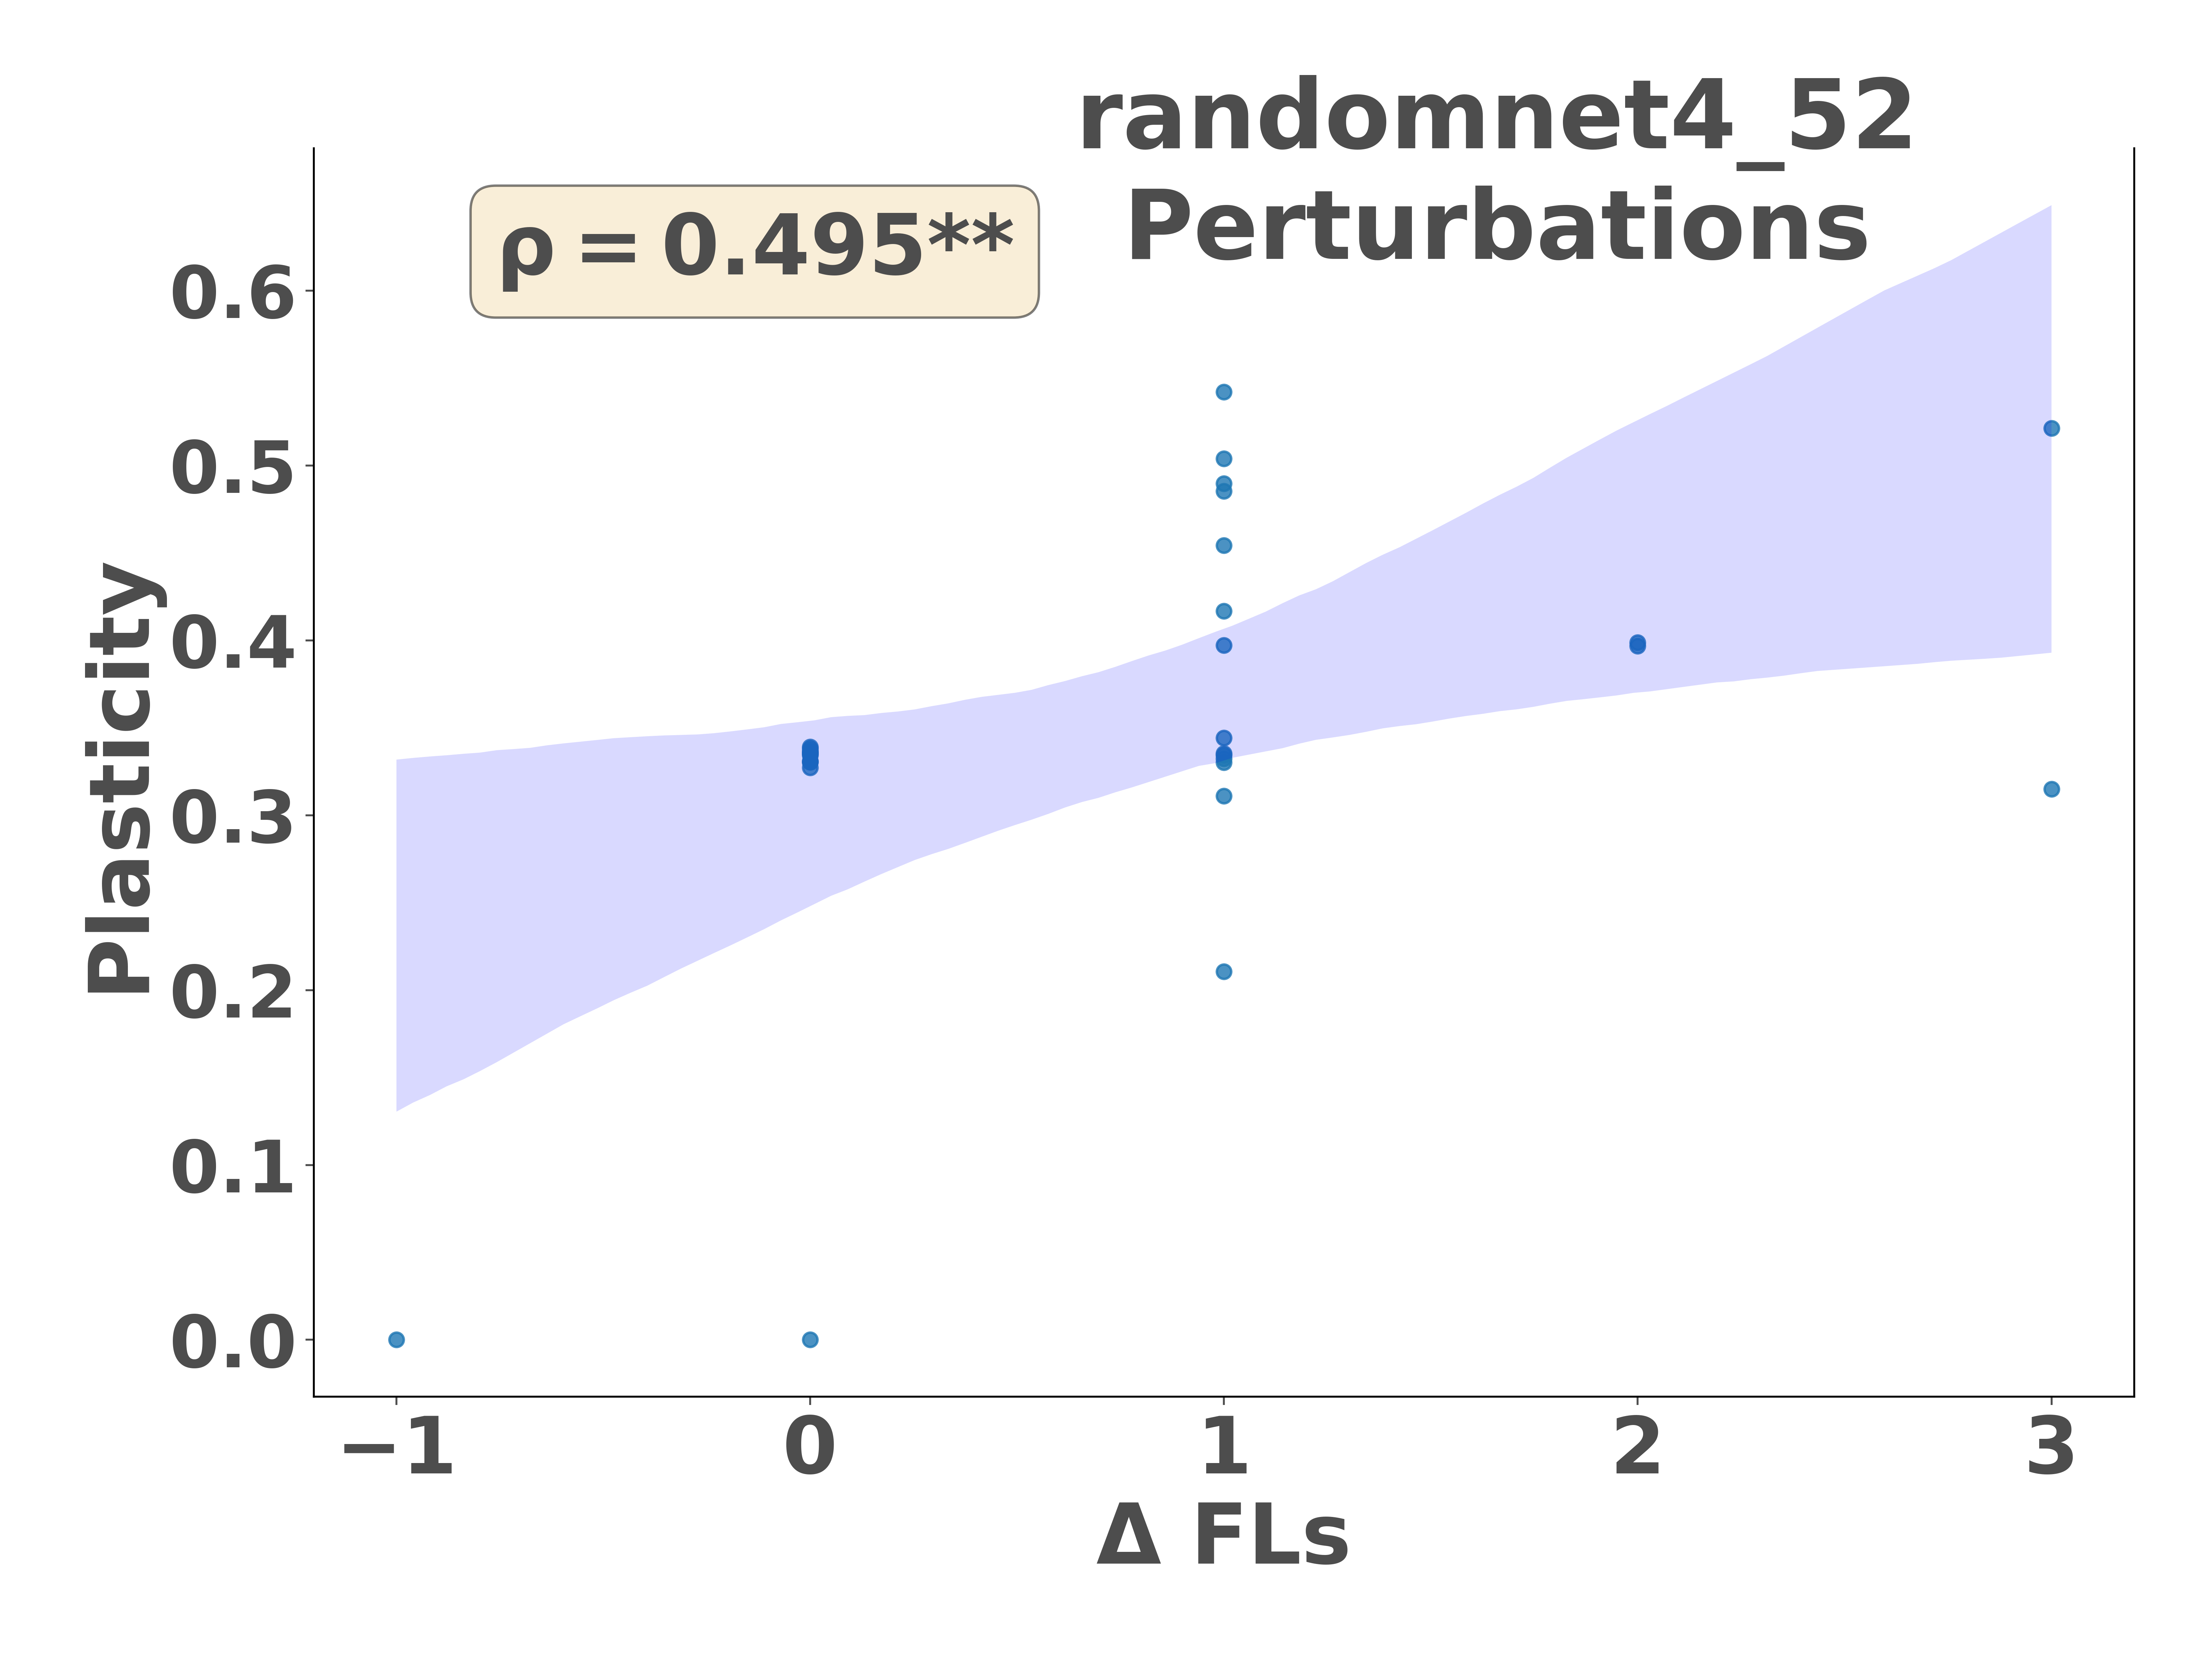 randomnet4_52
Perturbations
ρ = 0.495**
Plasticity
0.6
0.5
0.4
0.3
0.2
0.1
0.0
−1 0 1 2 3
Δ FLs